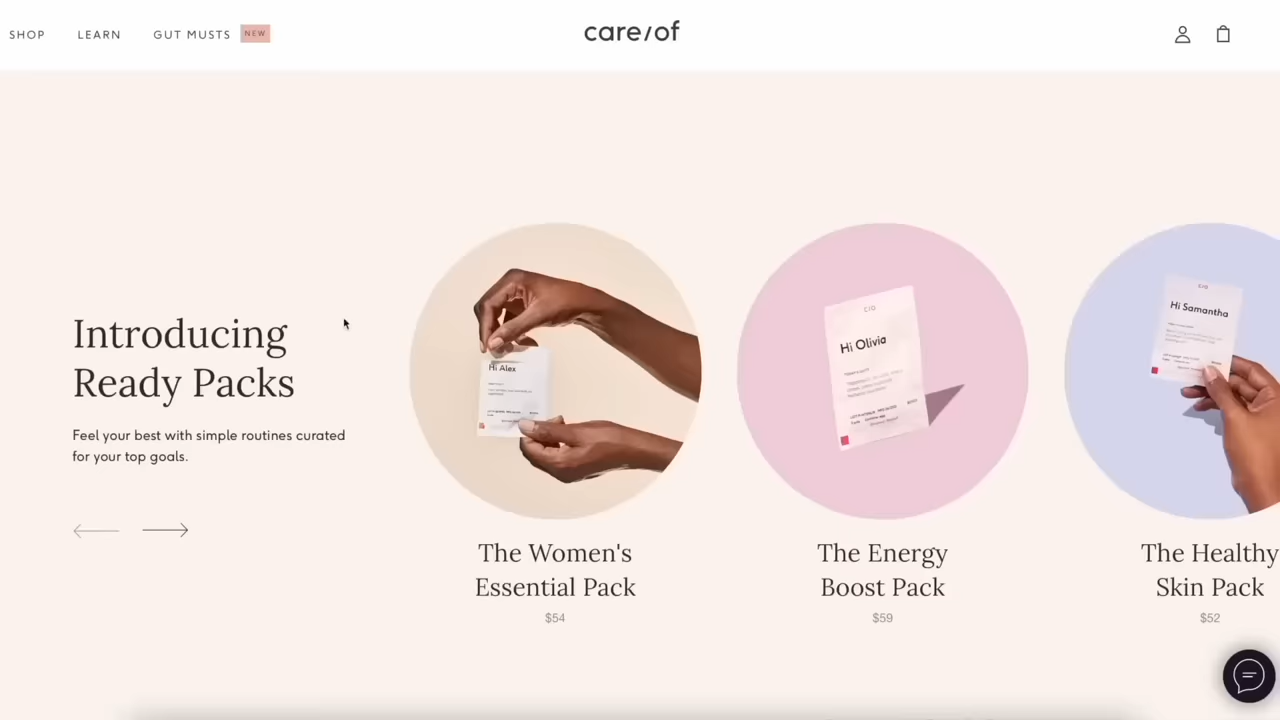 SHOP
LEARN
GUT MUSTS
NEW
care/of
Introducing
Ready Packs
Feel your best with simple routines curated
for your top goals.
Hi Alex
c/o
Hi Olivia
c/o
Hi Samantha
The Women's
Essential Pack
$54
The Energy
Boost Pack
$59
The Healthy
Skin Pack
$52